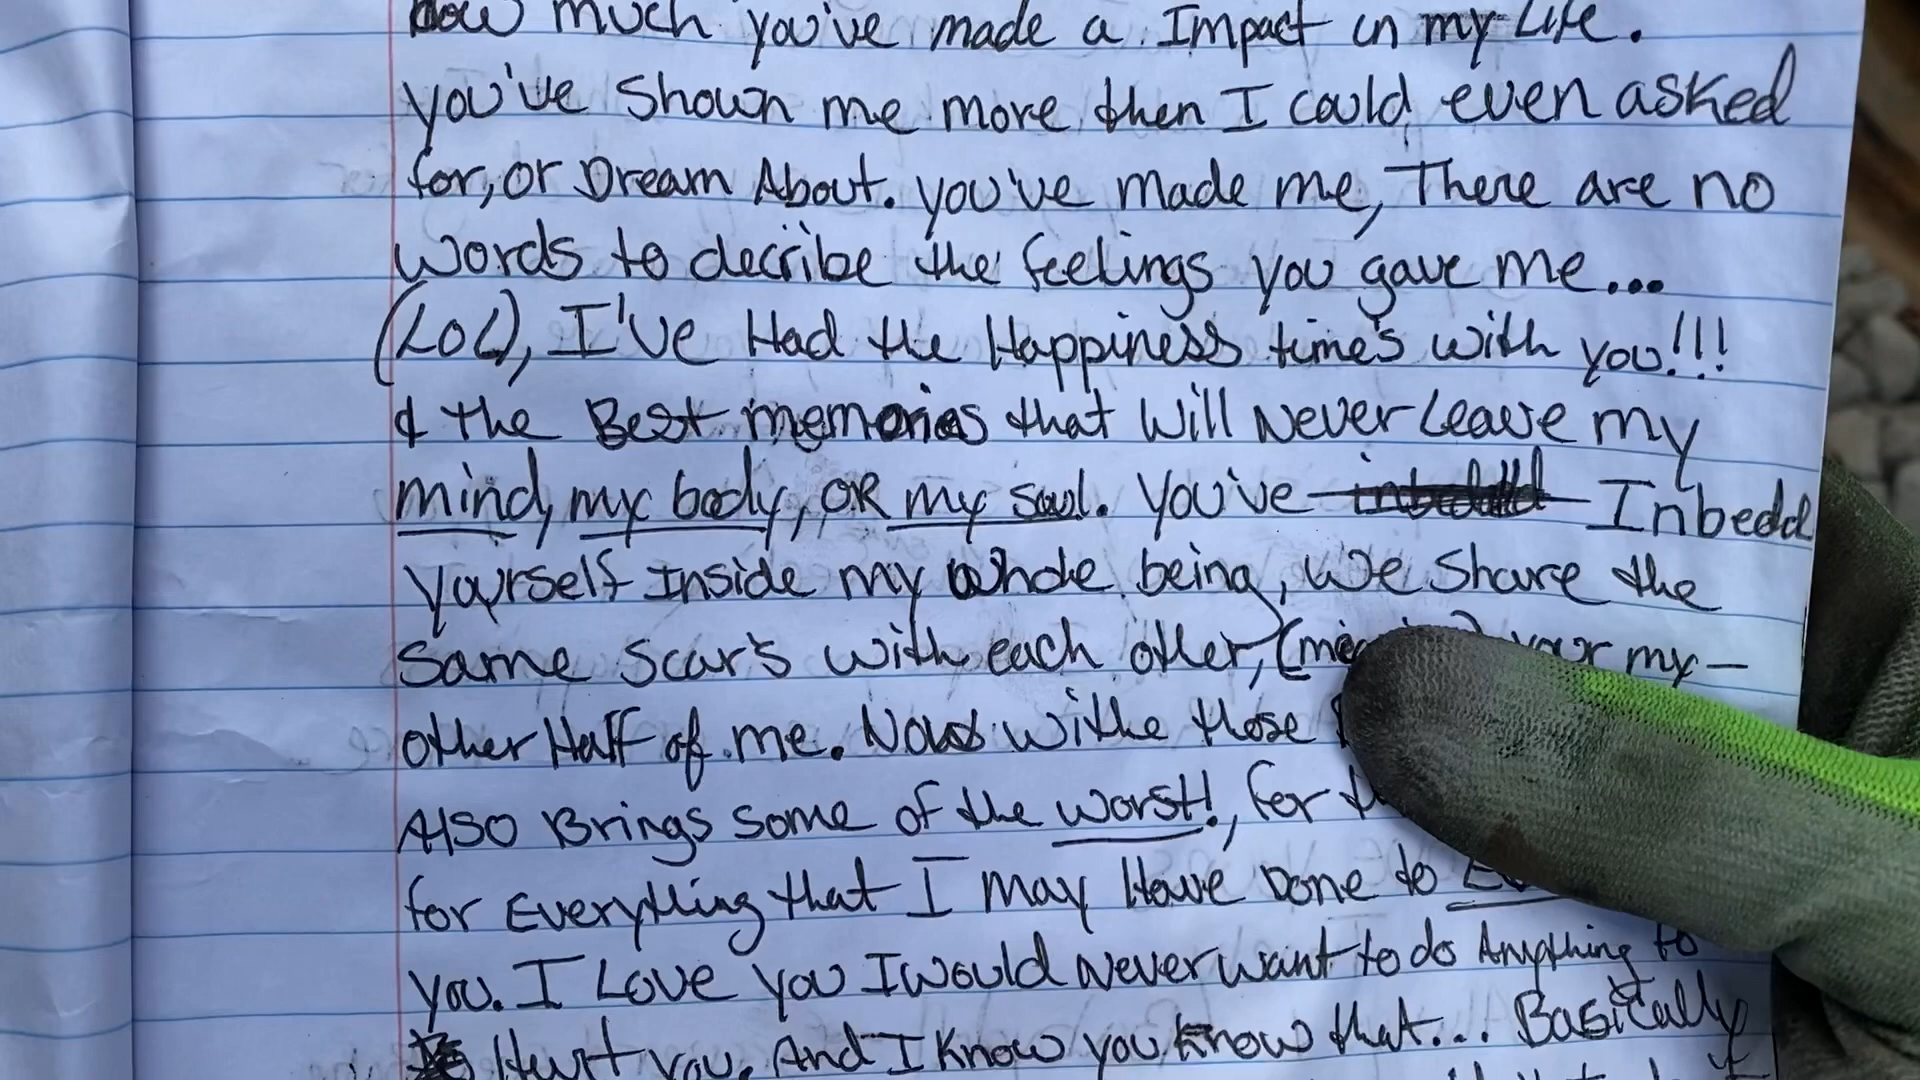 How much you've made a Impact in my Life.
you've Shown me more then I could even asked
for, or Dream About. you've made me, There are no
words to decribe the feelings you gave me...
(LOL), I've Had the Happiness time's with you!!!
& the Best memories that Will Never Leave my
mind, my body, OR my soul. You've Inbedd
yourself Inside my whole being, We Share the
Same Scar's with each other, your my-
other Half of me. Now withe those
Also Brings some of the worst!, for
for Everything that I may Have Done to
you. I Love you I would Never want to do Anything to
Hurt you. And I Know you know that... Basically